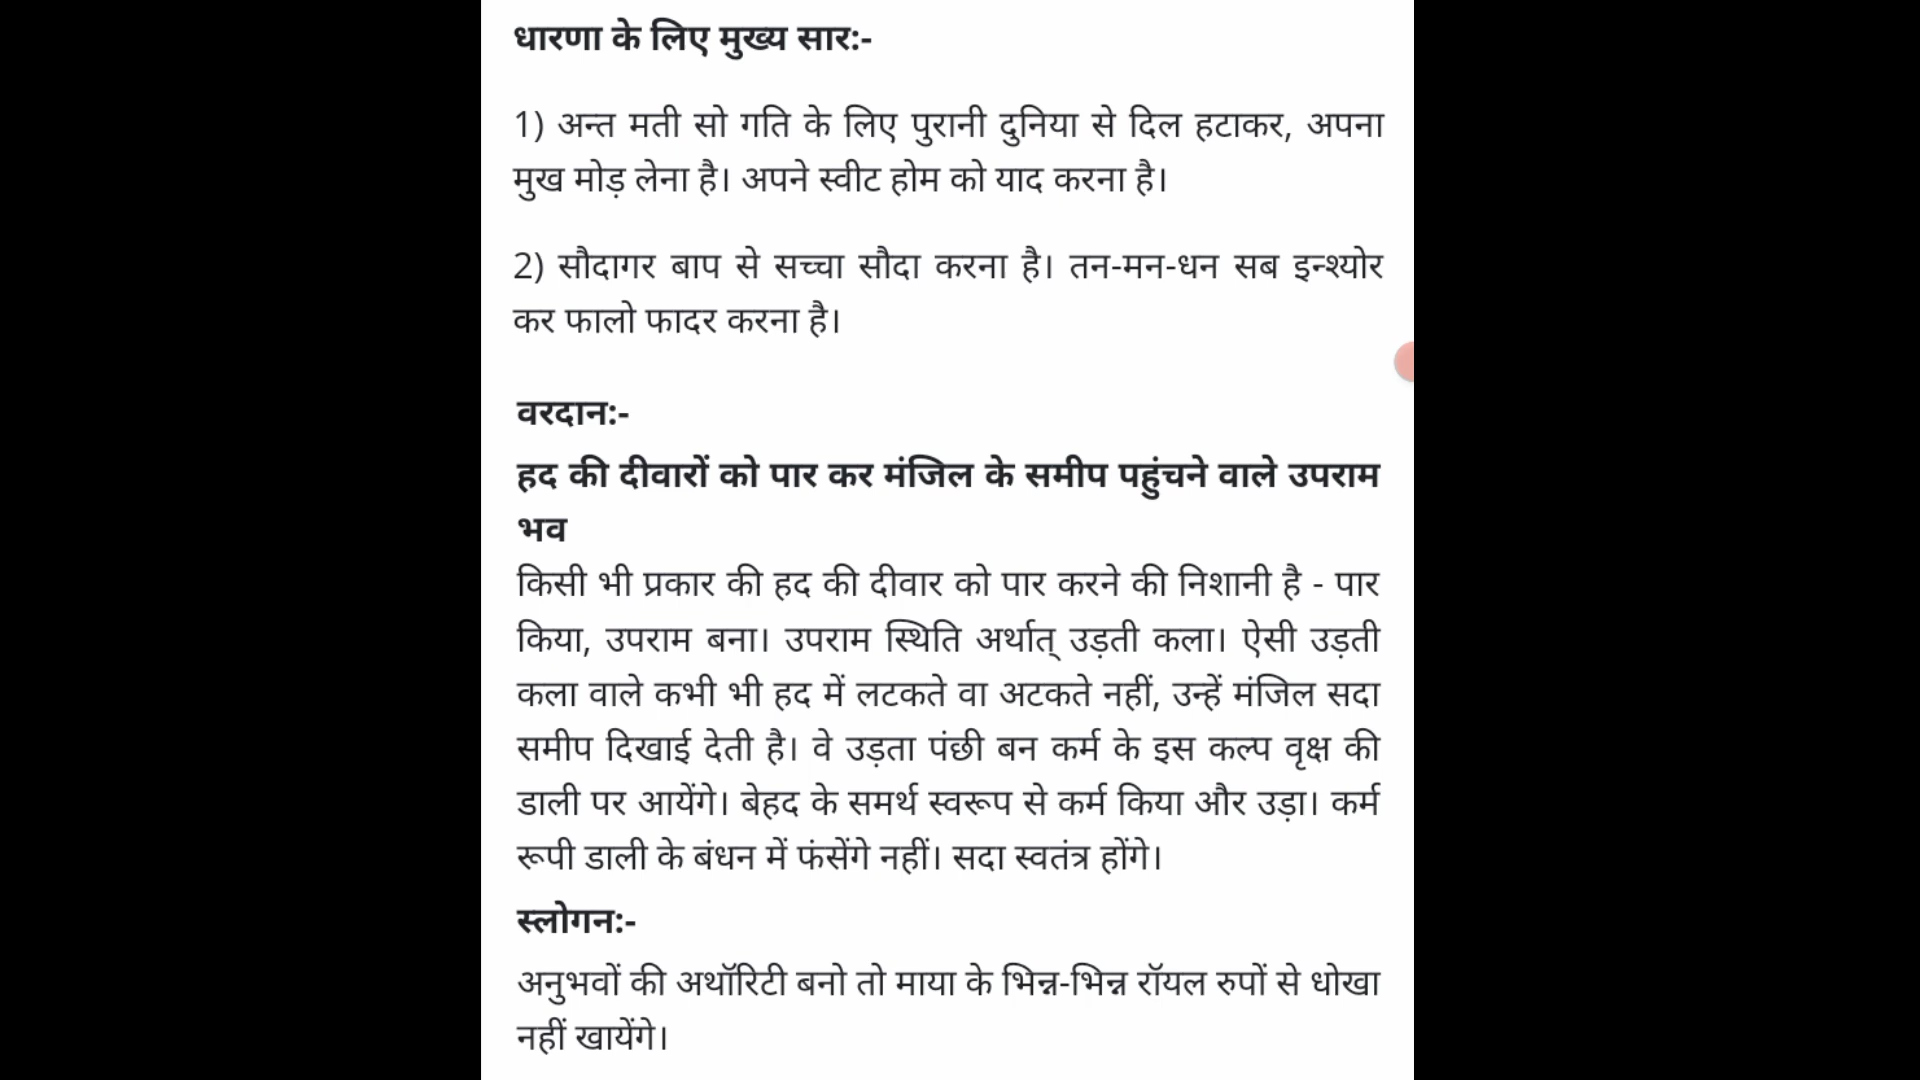 धारणा के लिए मुख्य सार:-
1) अन्त मती सो गति के लिए पुरानी दुनिया से दिल हटाकर, अपना
मुख मोड़ लेना है। अपने स्वीट होम को याद करना है।
2) सौदागर बाप से सच्चा सौदा करना है। तन-मन-धन सब इन्श्योर
कर फालो फादर करना है।
वरदान:-
हद की दीवारों को पार कर मंजिल के समीप पहुंचने वाले उपराम
भव
किसी भी प्रकार की हद की दीवार को पार करने की निशानी है - पार
किया, उपराम बना। उपराम स्थिति अर्थात् उड़ती कला। ऐसी उड़ती
कला वाले कभी भी हद में लटकते वा अटकते नहीं, उन्हें मंजिल सदा
समीप दिखाई देती है। वे उड़ता पंछी बन कर्म के इस कल्प वृक्ष की
डाली पर आयेंगे। बेहद के समर्थ स्वरूप से कर्म किया और उड़ा। कर्म
रूपी डाली के बंधन में फंसेंगे नहीं। सदा स्वतंत्र होंगे।
स्लोगन:-
अनुभवों की अथॉरिटी बनो तो माया के भिन्न-भिन्न रॉयल रुपों से धोखा
नहीं खायेंगे।